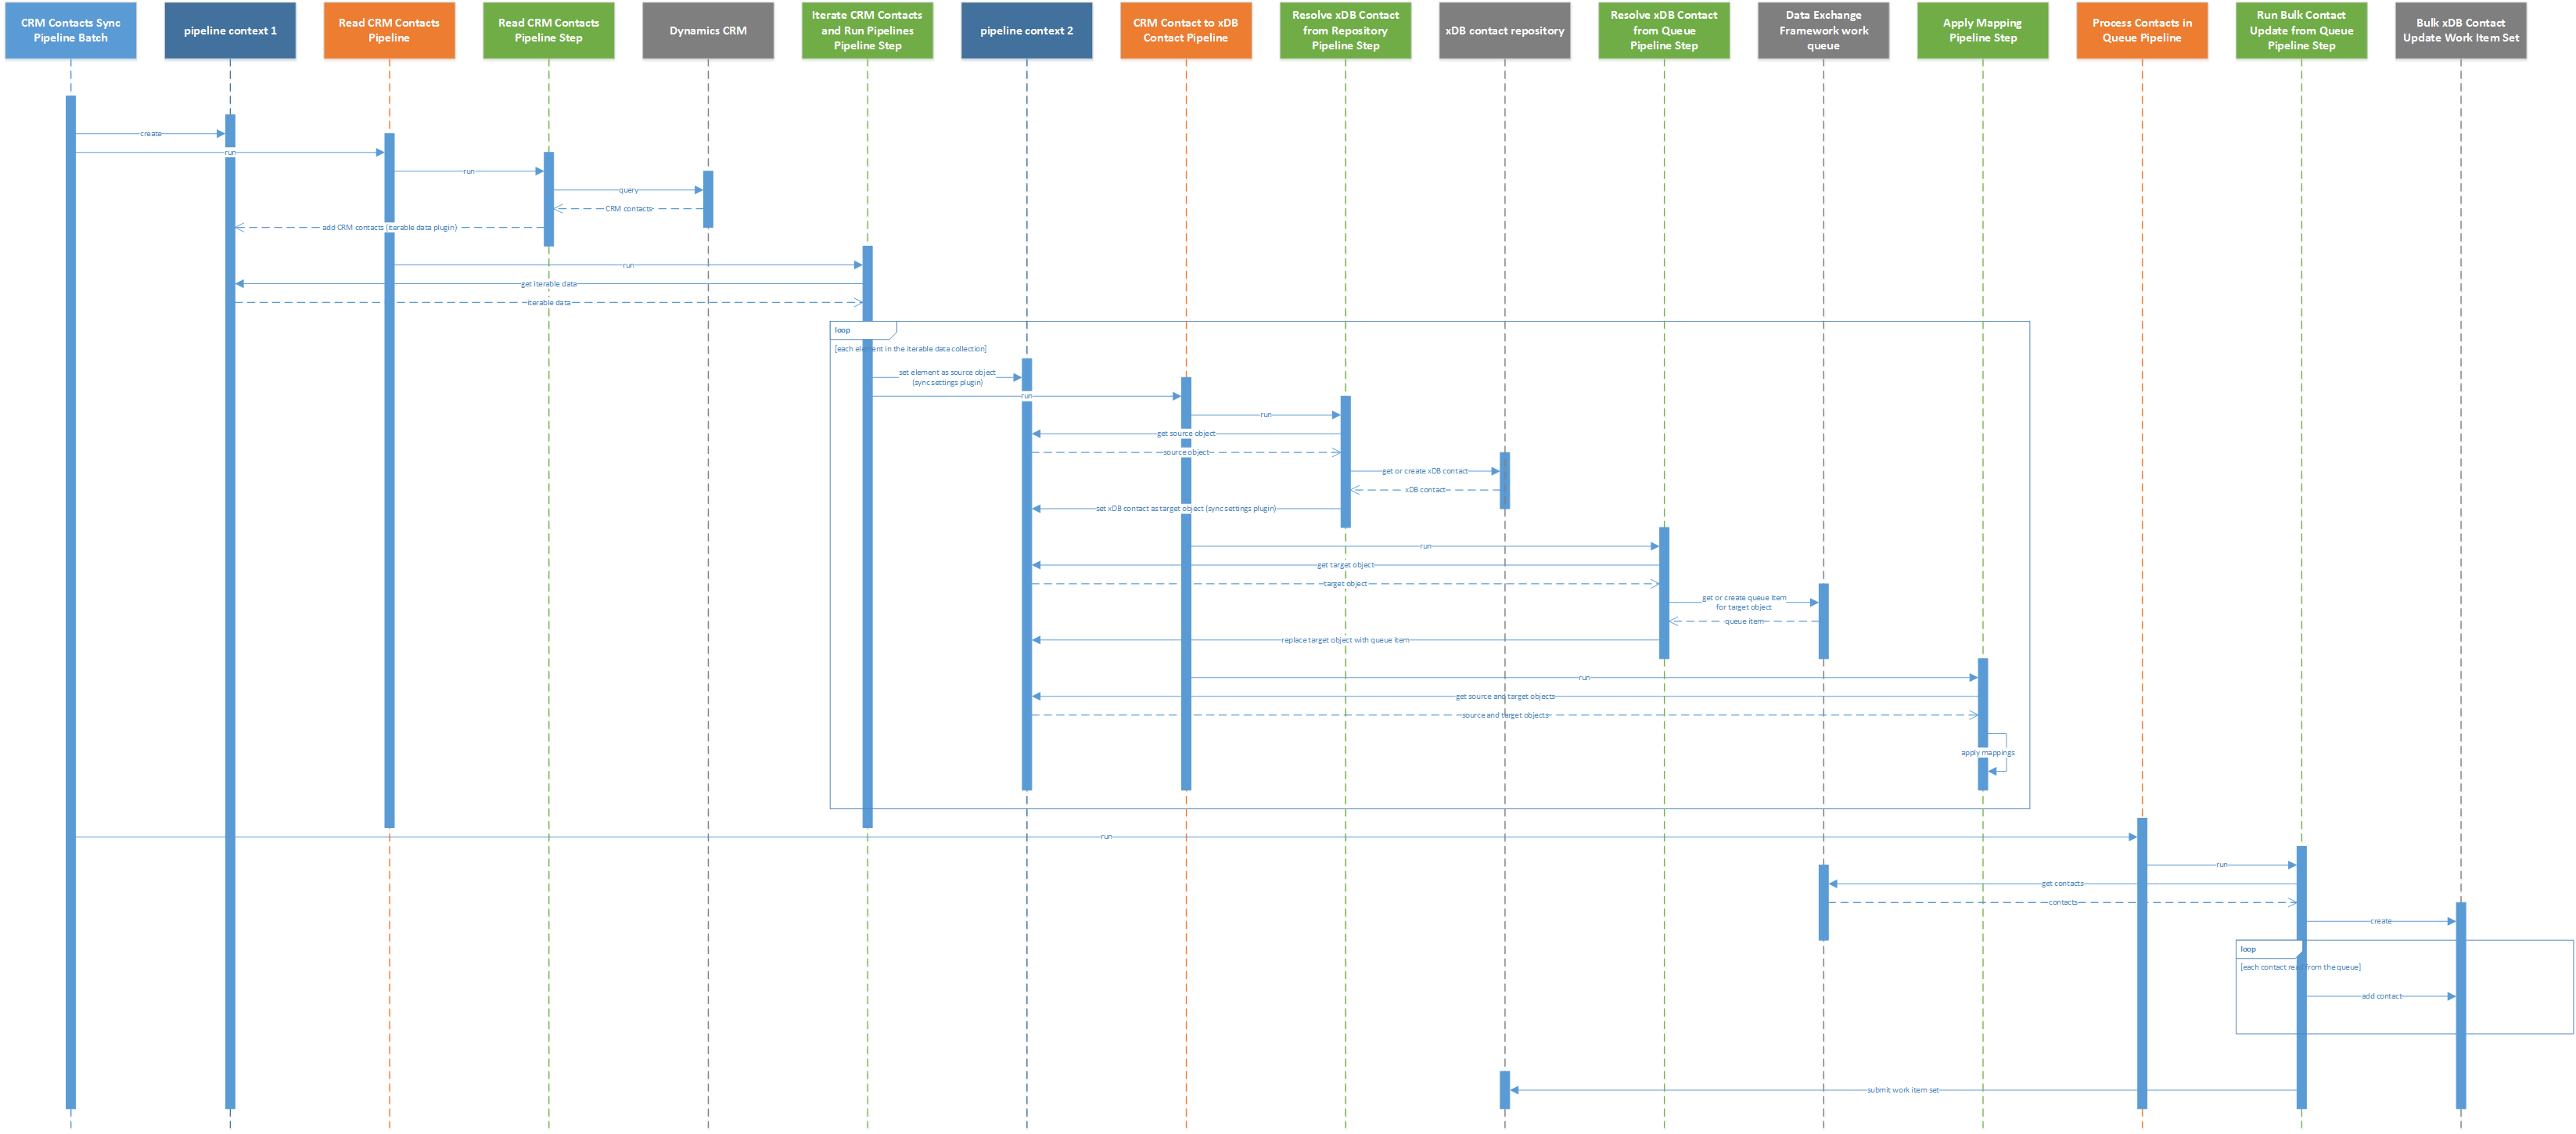 CRM Contacts Sync
Pipeline Batch
pipeline context 1
Read CRM Contacts
Pipeline
Read CRM Contacts
Pipeline Step
Dynamics CRM
Iterate CRM Contacts
and Run Pipelines
Pipeline Step
pipeline context 2
CRM Contact to xDB
Contact Pipeline
Resolve xDB Contact
from Repository
Pipeline Step
xDB contact repository
Resolve xDB Contact
from Queue
Pipeline Step
Data Exchange
Framework work
queue
Apply Mapping
Pipeline Step
Process Contacts in
Queue Pipeline
Run Bulk Contact
Update from Queue
Pipeline Step
Bulk xDB Contact
Update Work Item Set
create
run
run
query
CRM contacts
add CRM contacts (iterable data plugin)
run
get iterable data
iterable data
loop
[each element in the iterable data collection]
set element as source object
(sync settings plugin)
run
run
get source object
source object
get or create xDB contact
xDB contact
set xDB contact as target object (sync settings plugin)
run
get target object
target object
get or create queue item
for target object
queue item
replace target object with queue item
run
get source and target objects
source and target objects
apply mappings
run
run
get contacts
contacts
create
loop
[each contact read from the queue]
add contact
submit work item set